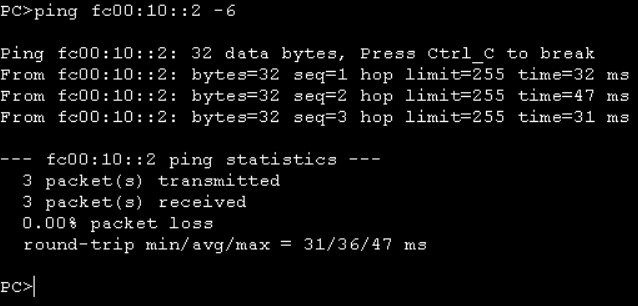 PC>ping fc00:10::2 -6
Ping fc00:10::2: 32 data bytes, Press Ctrl_C to break
From fc00:10::2: bytes=32 seq=1 hop limit=255 time=32 ms
From fc00:10::2: bytes=32 seq=2 hop limit=255 time=47 ms
From fc00:10::2: bytes=32 seq=3 hop limit=255 time=31 ms
--- fc00:10::2 ping statistics ---
3 packet(s) transmitted
3 packet(s) received
0.00% packet loss
round-trip min/avg/max = 31/36/47 ms
PC>